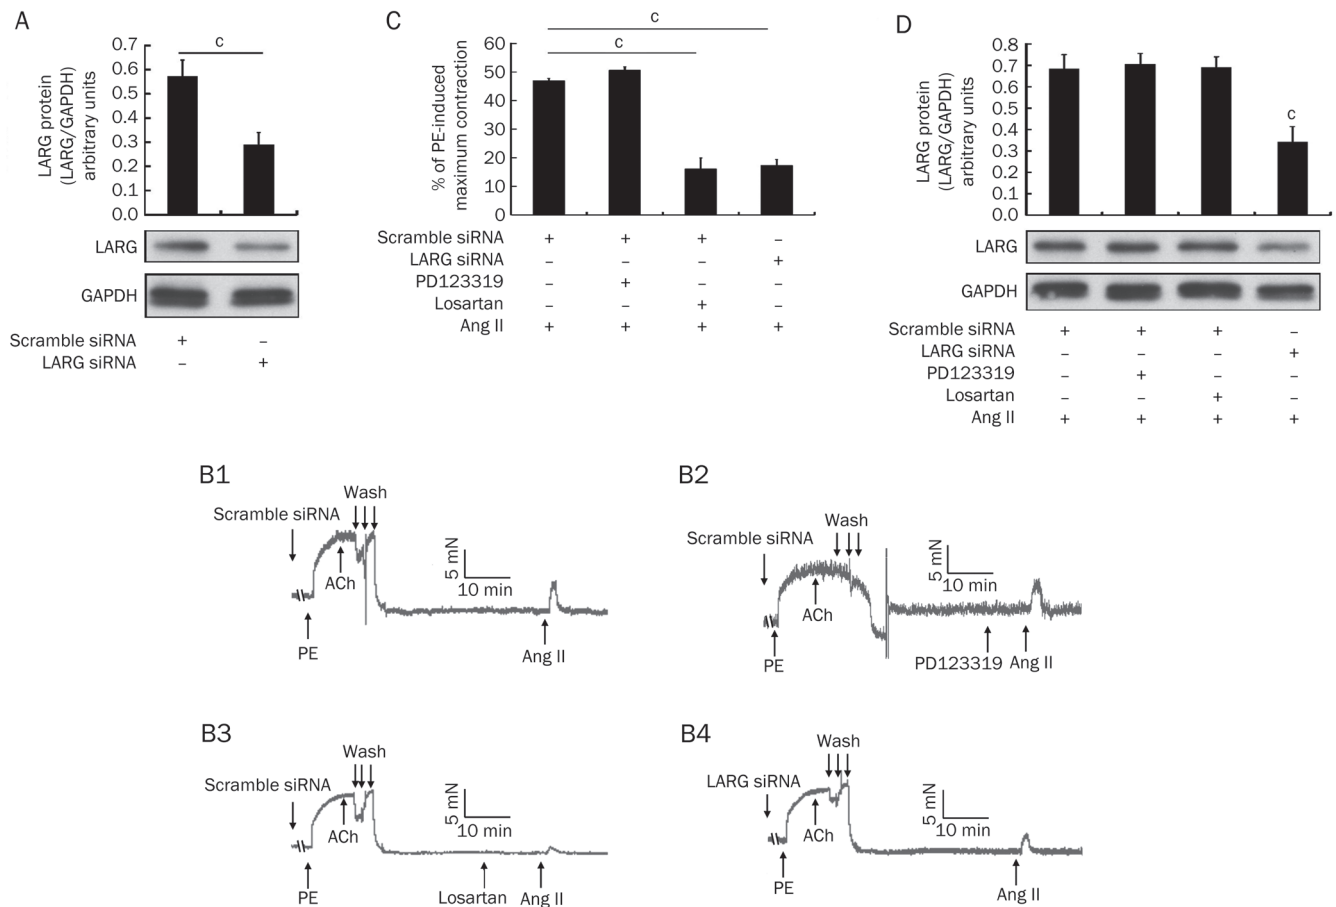 A
LARG protein
(LARG/GAPDH)
arbitrary units
0.7
0.6
0.5
0.4
0.3
0.2
0.1
0.0
c
LARG
GAPDH
Scramble siRNA + –
LARG siRNA – +
C
% of PE-induced
maximum contraction
60
50
40
30
20
10
0
c
c
Scramble siRNA + + + –
LARG siRNA – – – +
PD123319 – + – –
Losartan – – + –
Ang II + + + +
D
LARG protein
(LARG/GAPDH)
arbitrary units
0.8
0.7
0.6
0.5
0.4
0.3
0.2
0.1
0.0
c
LARG
GAPDH
Scramble siRNA + + + –
LARG siRNA – – – +
PD123319 – + – –
Losartan – – + –
Ang II + + + +
B1
Wash
Scramble siRNA
5 mN
10 min
ACh
PE
Ang II
B2
Wash
Scramble siRNA
5 mN
10 min
ACh
PE
PD123319 Ang II
B3
Wash
Scramble siRNA
5 mN
10 min
ACh
PE
Losartan Ang II
B4
Wash
LARG siRNA
5 mN
10 min
ACh
PE
Ang II